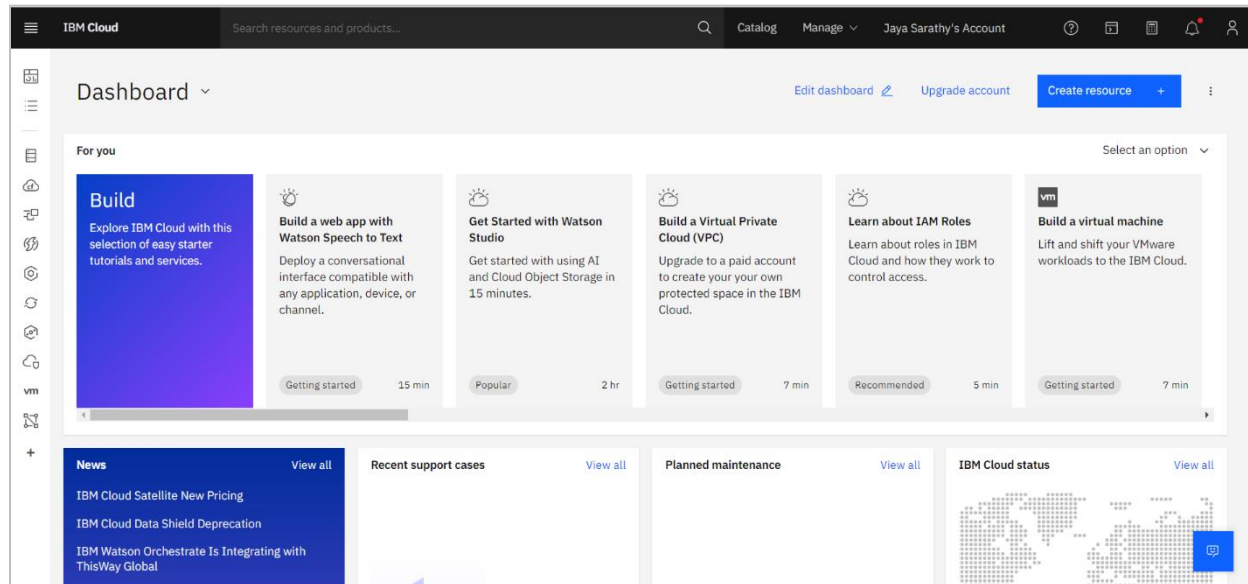 IBM Cloud
Search resources and products...
Catalog
Manage
Jaya Sarathy's Account
Dashboard
Edit dashboard
Upgrade account
Create resource +
For you
Select an option
Build
Explore IBM Cloud with this
selection of easy starter
tutorials and services.
Build a web app with
Watson Speech to Text
Deploy a conversational
interface compatible with
any application, device, or
channel.
Getting started
15 min
Get Started with Watson
Studio
Get started with using AI
and Cloud Object Storage in
15 minutes.
Popular
2 hr
Build a Virtual Private
Cloud (VPC)
Upgrade to a paid account
to create your your own
protected space in the IBM
Cloud.
Getting started
7 min
Learn about IAM Roles
Learn about roles in IBM
Cloud and how they work to
control access.
Recommended
5 min
vm
Build a virtual machine
Lift and shift your VMware
workloads to the IBM Cloud.
Getting started
7 min
vm
News
View all
IBM Cloud Satellite New Pricing
IBM Cloud Data Shield Deprecation
IBM Watson Orchestrate Is Integrating with
ThisWay Global
Recent support cases
View all
Planned maintenance
View all
IBM Cloud status
View all